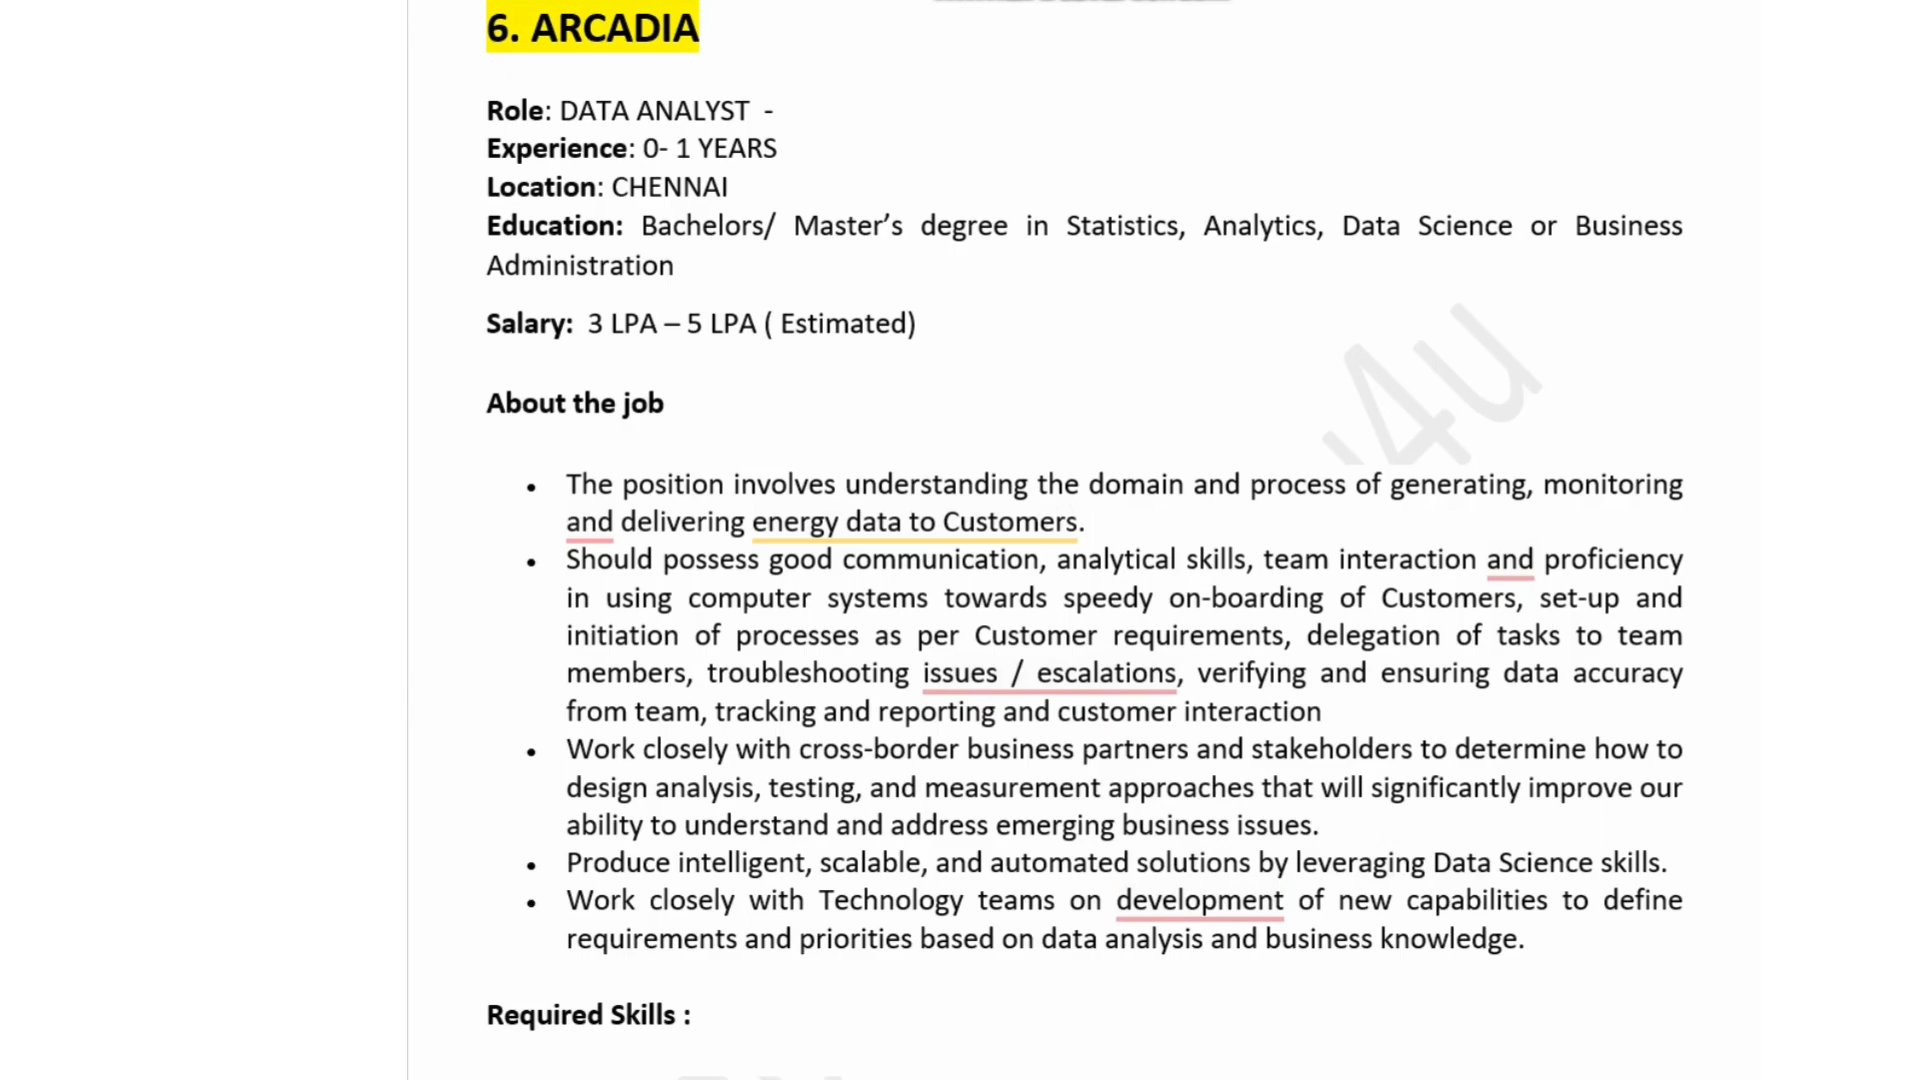 6. ARCADIA
Role: DATA ANALYST -
Experience: 0- 1 YEARS
Location: CHENNAI
Education: Bachelors/ Master’s degree in Statistics, Analytics, Data Science or Business
Administration
Salary: 3 LPA – 5 LPA ( Estimated)
4u
About the job
• The position involves understanding the domain and process of generating, monitoring
and delivering energy data to Customers.
• Should possess good communication, analytical skills, team interaction and proficiency
in using computer systems towards speedy on-boarding of Customers, set-up and
initiation of processes as per Customer requirements, delegation of tasks to team
members, troubleshooting issues / escalations, verifying and ensuring data accuracy
from team, tracking and reporting and customer interaction
• Work closely with cross-border business partners and stakeholders to determine how to
design analysis, testing, and measurement approaches that will significantly improve our
ability to understand and address emerging business issues.
• Produce intelligent, scalable, and automated solutions by leveraging Data Science skills.
• Work closely with Technology teams on development of new capabilities to define
requirements and priorities based on data analysis and business knowledge.
Required Skills :